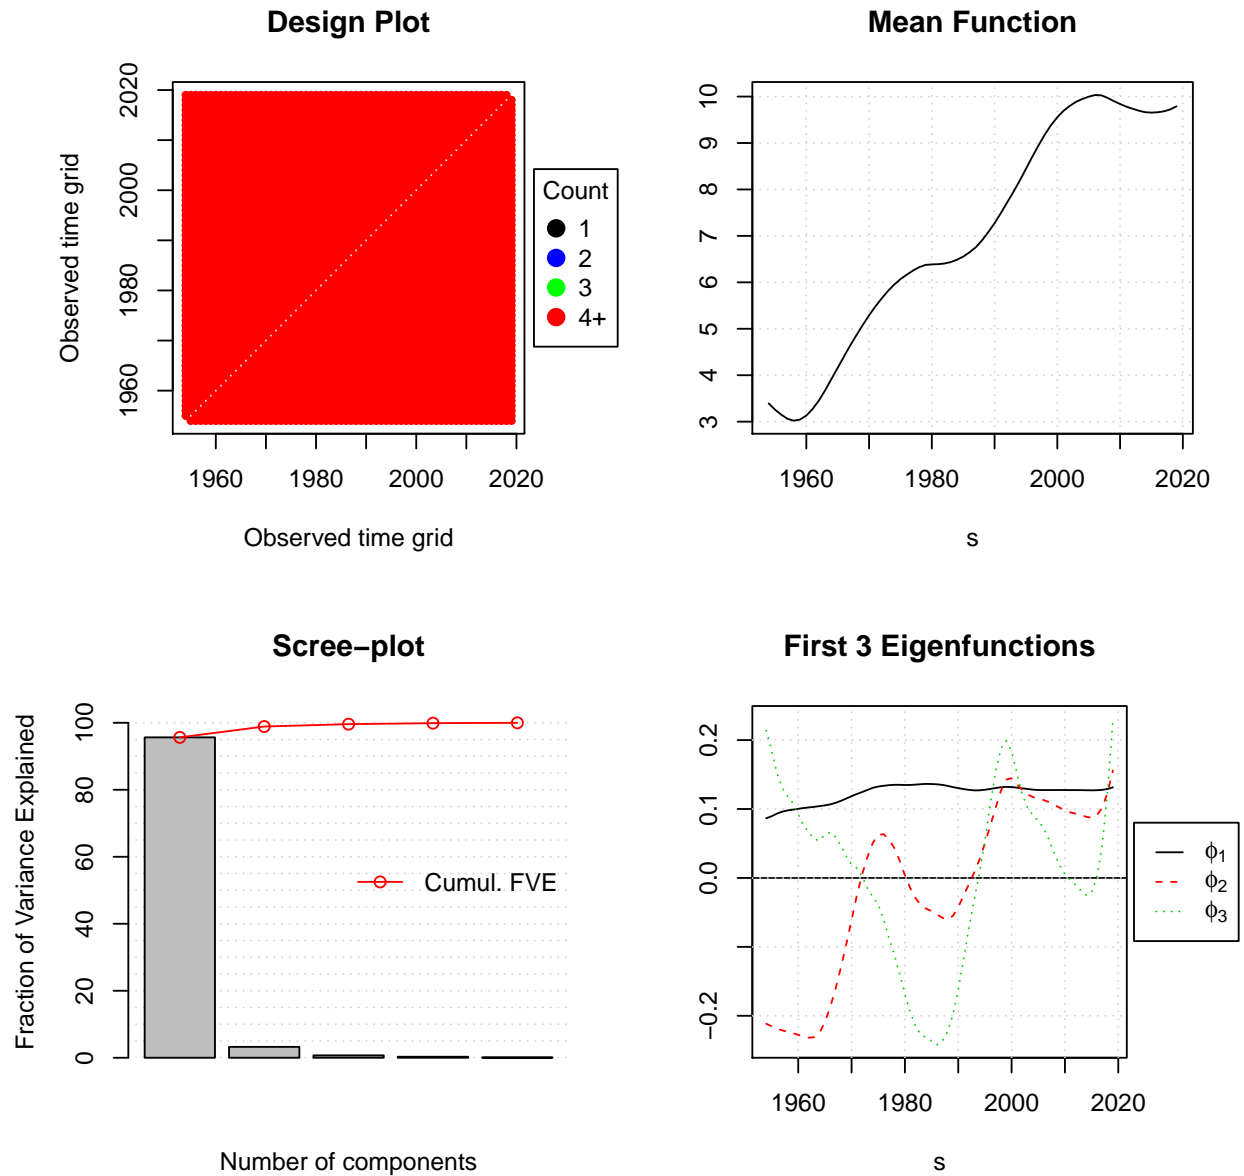 Design Plot
Observed time grid
2020
2000
1980
1960
1960 1980 2000 2020
Observed time grid
Count
1
2
3
4+
Mean Function
10
9
8
7
6
5
4
3
1960 1980 2000 2020
s
Scree−plot
Fraction of Variance Explained
100
80
60
40
20
0
Cumul. FVE
Number of components
First 3 Eigenfunctions
0.2
0.1
0.0
−0.2
1960 1980 2000 2020
s
ϕ1
ϕ2
ϕ3